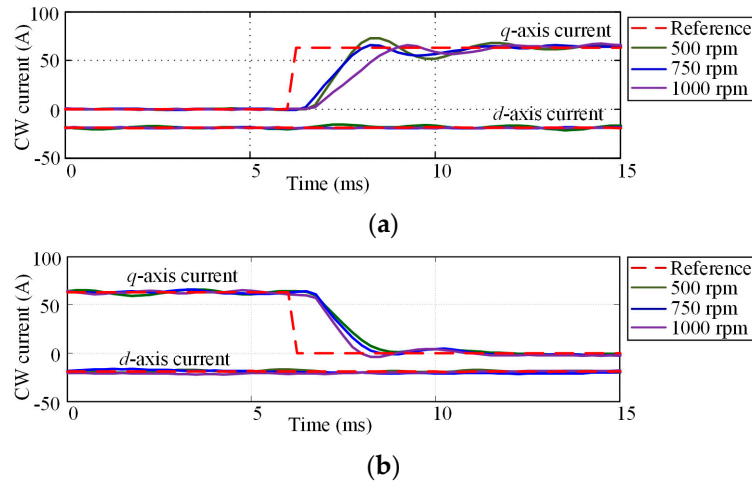 100
50
0
-50
CW current (A)
q-axis current
d-axis current
0
5
10
15
Time (ms)
Reference
500 rpm
750 rpm
1000 rpm
(a)
100
50
0
-50
CW current (A)
q-axis current
d-axis current
0
5
10
15
Time (ms)
Reference
500 rpm
750 rpm
1000 rpm
(b)